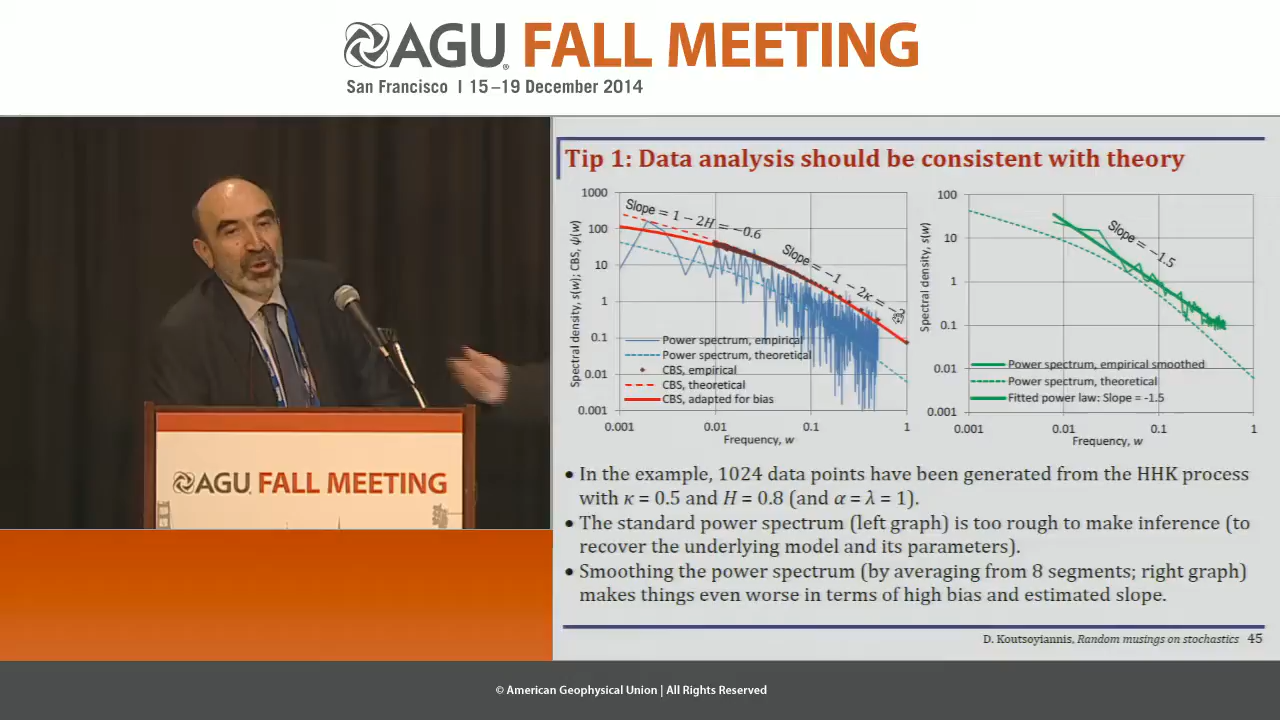 AGU FALL MEETING
San Francisco | 15–19 December 2014
Tip 1: Data analysis should be consistent with theory
1000
100
10
1
0.1
0.01
0.001
Spectral density, s(w); CBS, ψ(w)
Slope = 1 − 2H = −0.6
Slope = −1 − 2κ = −2
Power spectrum, empirical
Power spectrum, theoretical
CBS, empirical
CBS, theoretical
CBS, adapted for bias
0.001 0.01 0.1 1
Frequency, w
100
10
1
0.1
0.01
0.001
Spectral density, s(w)
Slope = −1.5
Power spectrum, empirical smoothed
Power spectrum, theoretical
Fitted power law: Slope = -1.5
0.001 0.01 0.1 1
Frequency, w
• In the example, 1024 data points have been generated from the HHK process
with κ = 0.5 and H = 0.8 (and α = λ = 1).
• The standard power spectrum (left graph) is too rough to make inference (to
recover the underlying model and its parameters).
• Smoothing the power spectrum (by averaging from 8 segments; right graph)
makes things even worse in terms of high bias and estimated slope.
D. Koutsoyiannis, Random musings on stochastics 45
AGU FALL MEETING
© American Geophysical Union | All Rights Reserved